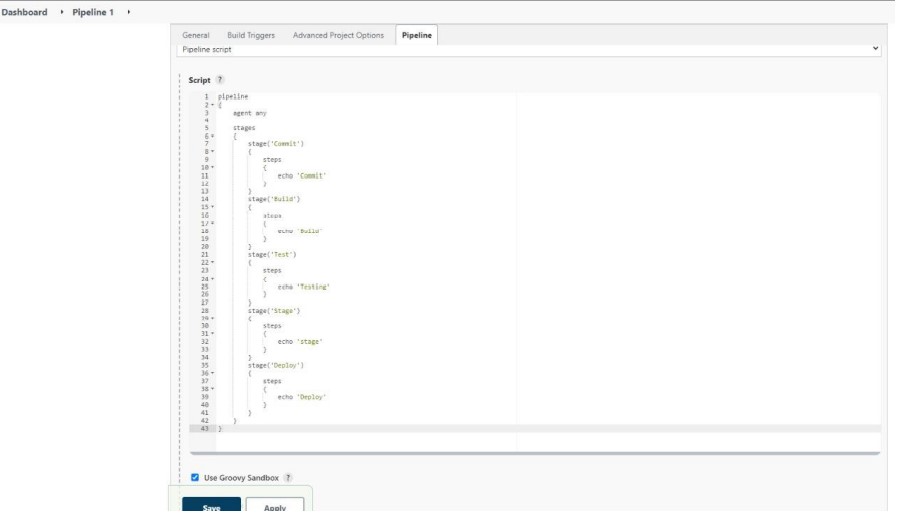 Dashboard Pipeline 1
General Build Triggers Advanced Project Options Pipeline
Pipeline script
Script ?
1 pipeline
2 {
3 agent any
4
5 stages
6 {
7 stage('Commit')
8 {
9 steps
10 {
11 echo 'Commit'
12 }
13 }
14 stage('Build')
15 {
16 steps
17 {
18 echo 'Build'
19 }
20 }
21 stage('Test')
22 {
23 steps
24 {
25 echo 'Testing'
26 }
27 }
28 stage('Stage')
29 {
30 steps
31 {
32 echo 'stage'
33 }
34 }
35 stage('Deploy')
36 {
37 steps
38 {
39 echo 'Deploy'
40 }
41 }
42 }
43 }
Use Groovy Sandbox ?
Save Apply